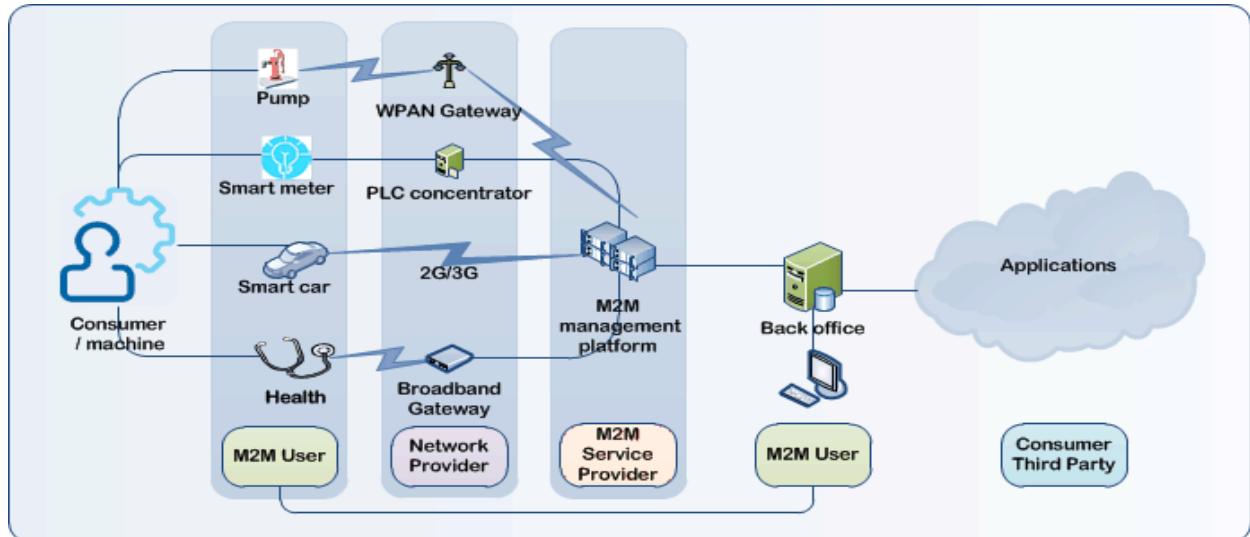 Pump
WPAN Gateway
Smart meter
PLC concentrator
Smart car
2G/3G
Consumer
/ machine
M2M
management
platform
Back office
Applications
Health
Broadband
Gateway
M2M User
Network
Provider
M2M
Service
Provider
M2M User
Consumer
Third Party